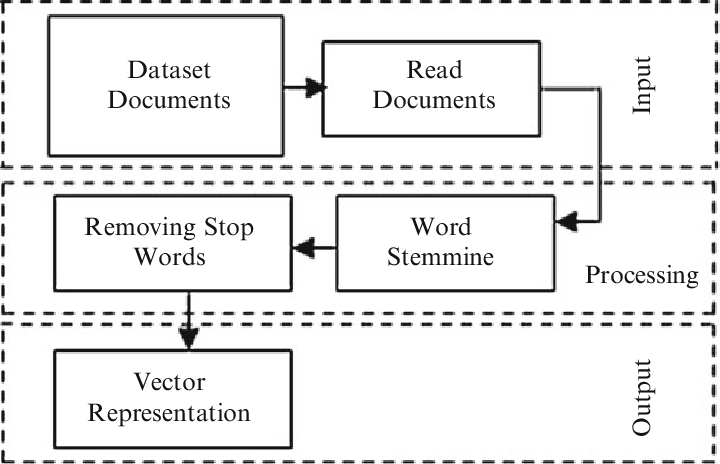 Dataset
Documents
Read
Documents
Input
Word
Stemmine
Removing Stop
Words
Processing
Vector
Representation
Output